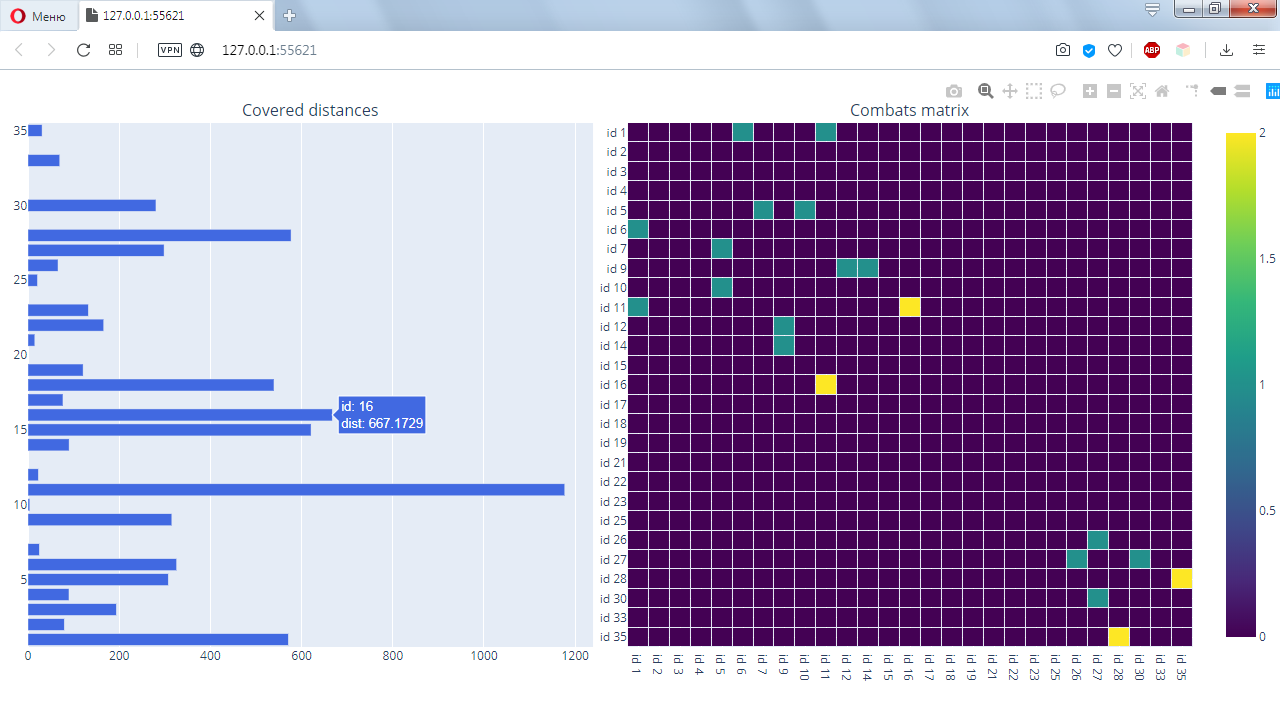 Меню
127.0.0.1:55621
VPN
127.0.0.1:55621
ABP
Covered distances
35
30
25
20
15
10
5
0
200
400
600
800
1000
1200
id: 16
dist: 667.1729
Combats matrix
id 1
id 2
id 3
id 4
id 5
id 6
id 7
id 9
id 10
id 11
id 12
id 14
id 15
id 16
id 17
id 18
id 19
id 21
id 22
id 23
id 25
id 26
id 27
id 28
id 30
id 33
id 35
id 1
id 2
id 3
id 4
id 5
id 6
id 7
id 9
id 10
id 11
id 12
id 14
id 15
id 16
id 17
id 18
id 19
id 21
id 22
id 23
id 25
id 26
id 27
id 28
id 30
id 33
id 35
2
1.5
1
0.5
0